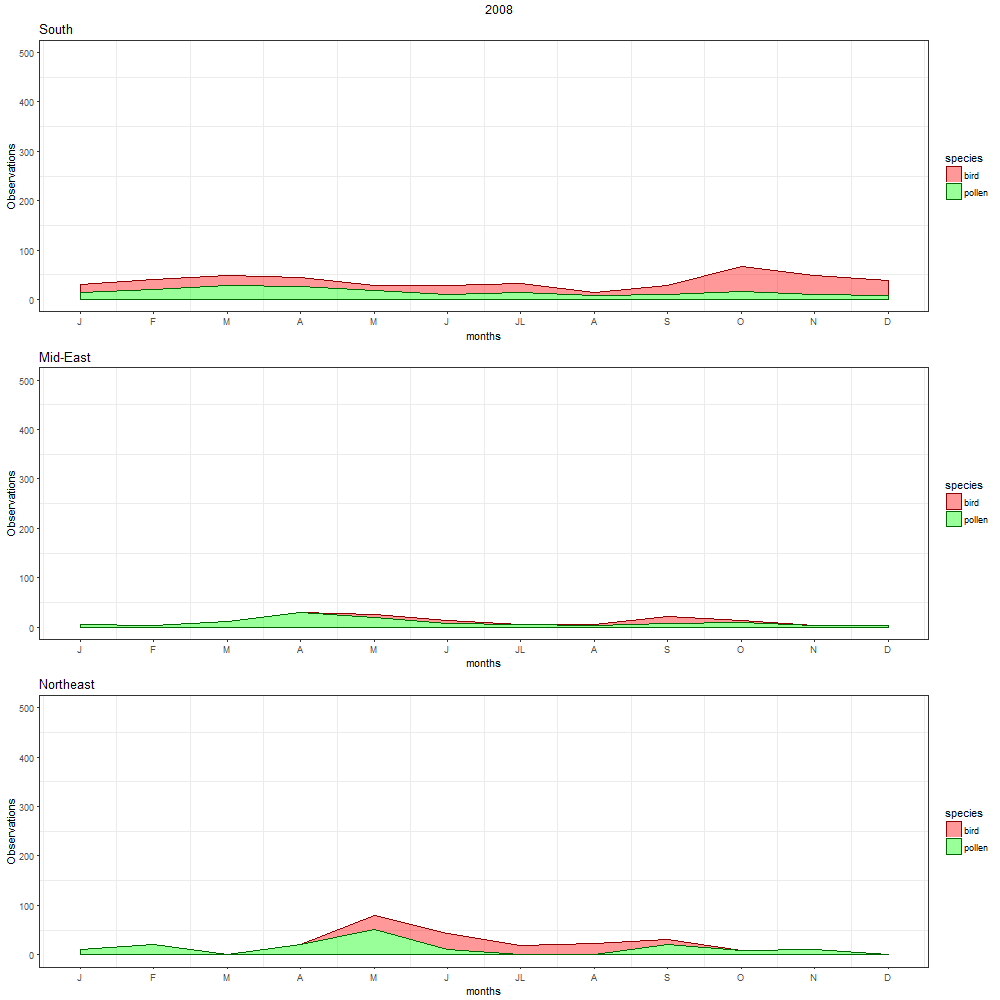 2008
South
500
400
300
200
100
0
Observations
J F M A M J JL A S O N D
months
species
bird
pollen
Mid-East
500
400
300
200
100
0
Observations
J F M A M J JL A S O N D
months
species
bird
pollen
Northeast
500
400
300
200
100
0
Observations
J F M A M J JL A S O N D
months
species
bird
pollen